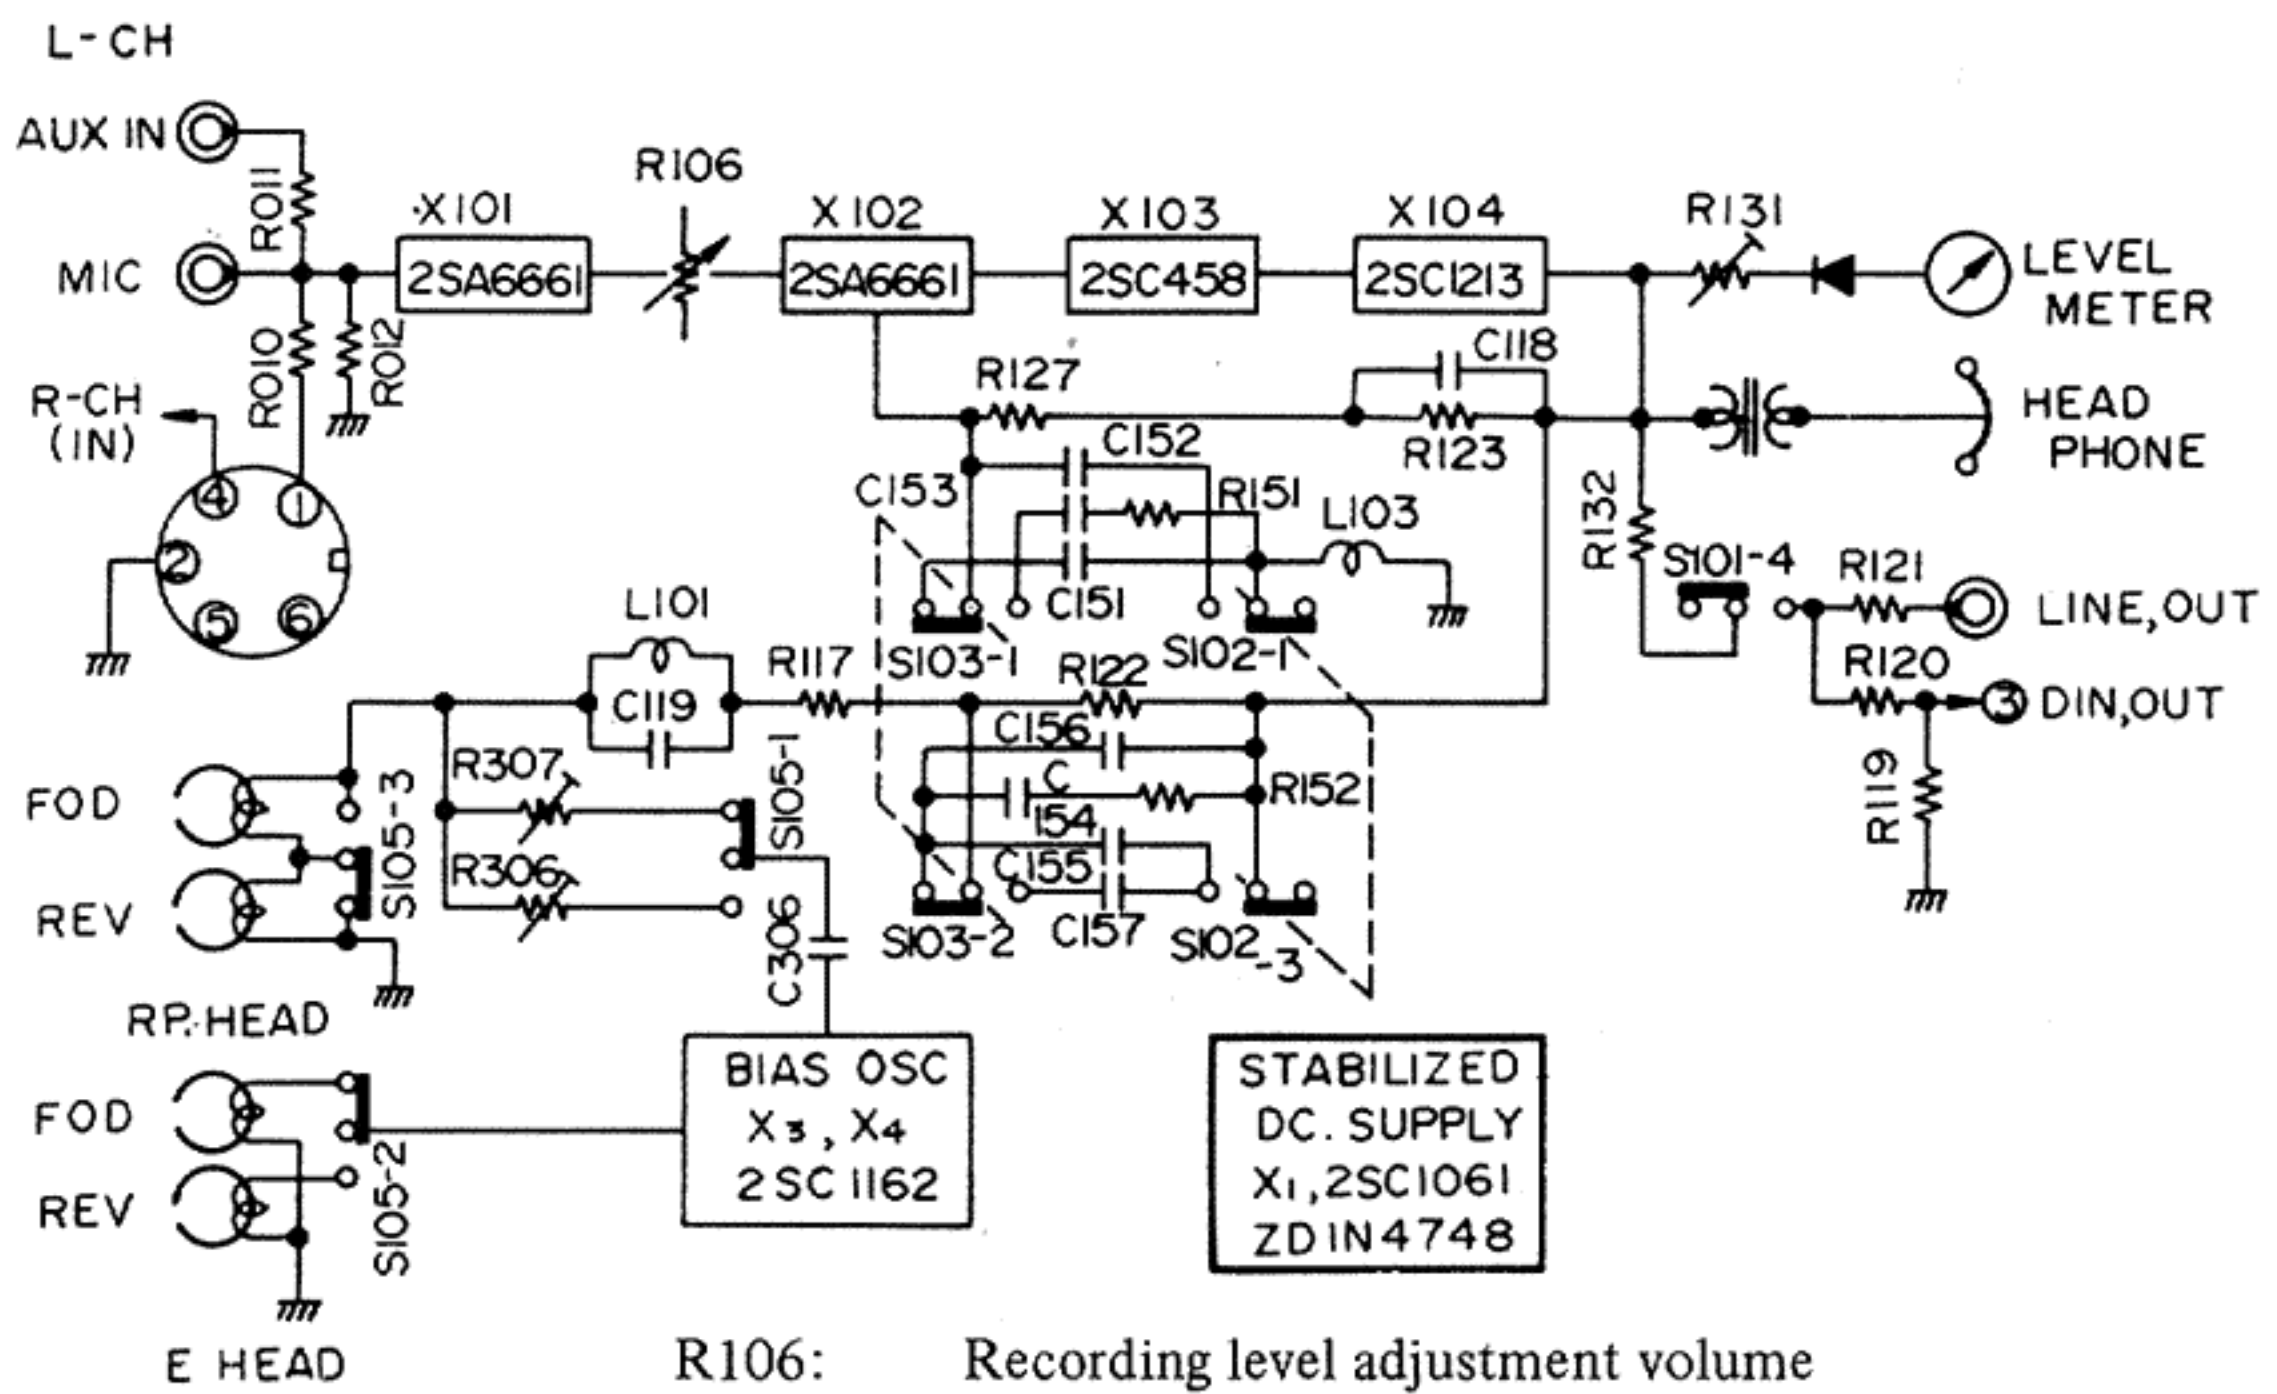 L-CH
AUX IN
R011
MIC
X101
2SA6661
R106
X102
2SA6661
X103
2SC458
X104
2SC1213
R131
LEVEL
METER
R010
R012
R-CH
(IN)
4
1
2
5
6
R127
C118
R123
HEAD
PHONE
C152
C153
R151
L103
C151
S103-1
S102-1
R132
S101-4
R121
LINE,OUT
R120
3
DIN,OUT
R119
L101
C119
R117
R122
C156
C
154
R152
C155
C157
S103-2
S102
-3
R307
R306
S105-1
C306
FOD
REV
S105-3
RP.HEAD
FOD
REV
S105-2
E HEAD
BIAS OSC
X3, X4
2SC1162
STABILIZED
DC. SUPPLY
X1,2SC1061
ZD IN4748
R106: Recording level adjustment volume